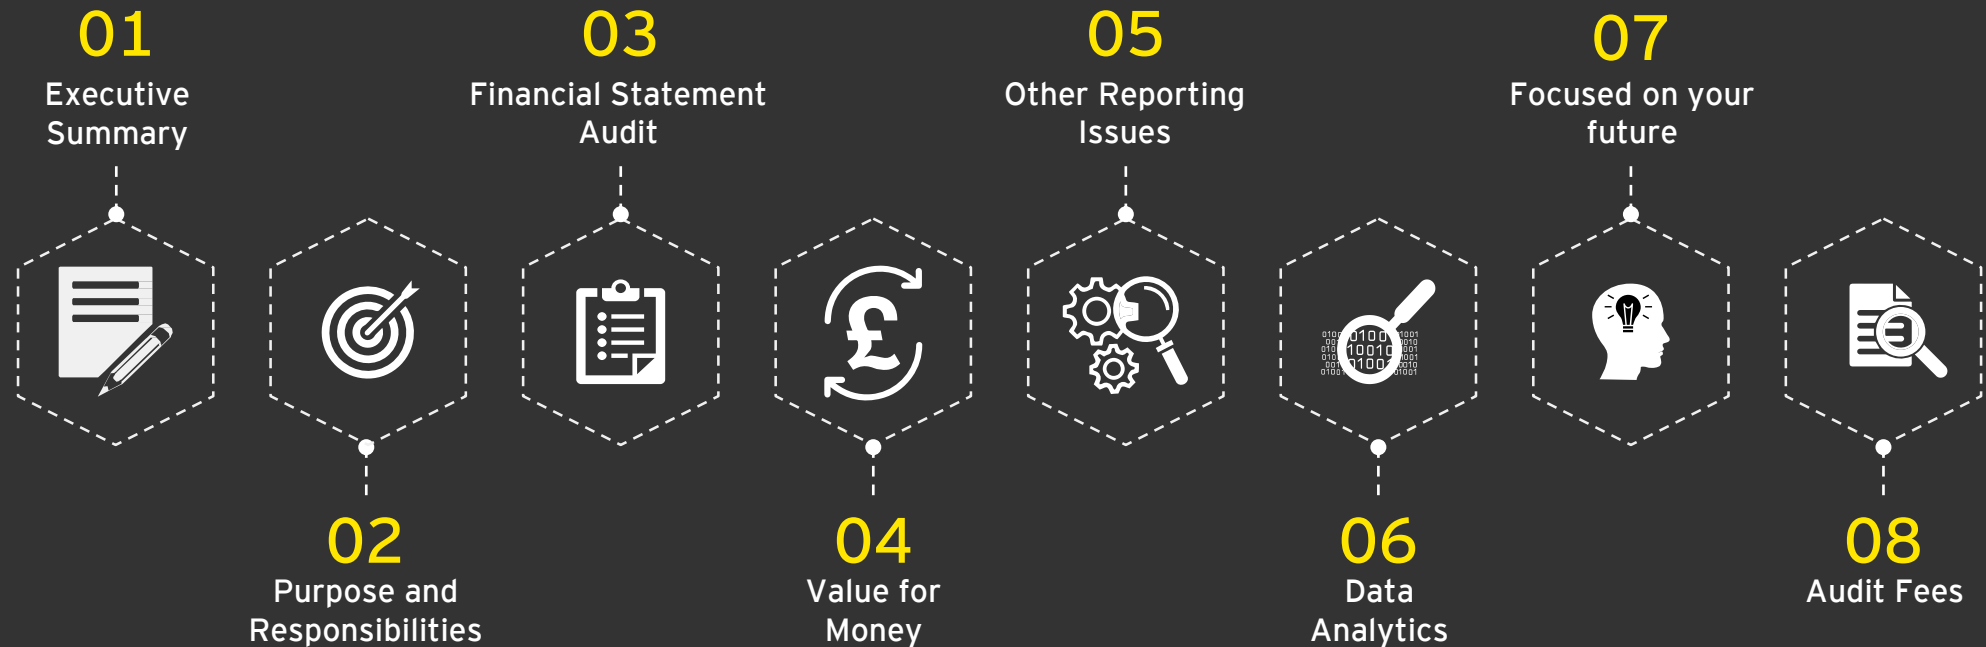 01
Executive
Summary
02
Purpose and
Responsibilities
03
Financial Statement
Audit
04
£
Value for
Money
05
Other Reporting
Issues
06
Data
Analytics
07
Focused on your
future
08
Audit Fees